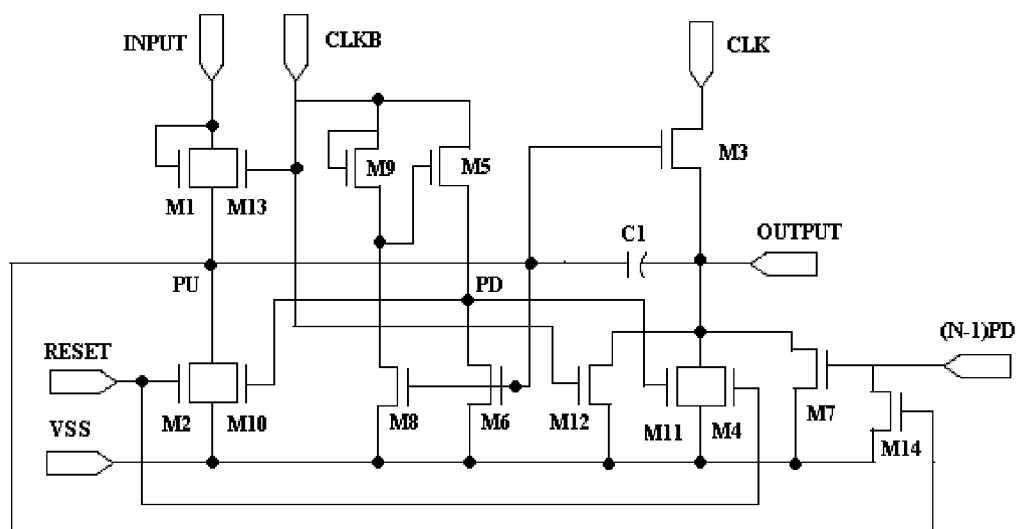 INPUT
CLKB
CLK
M9
M5
M3
M1
M13
C1
OUTPUT
PU
PD
(N-1)PD
RESET
M2
M10
M8
M6
M12
M11
M4
M7
M14
VSS